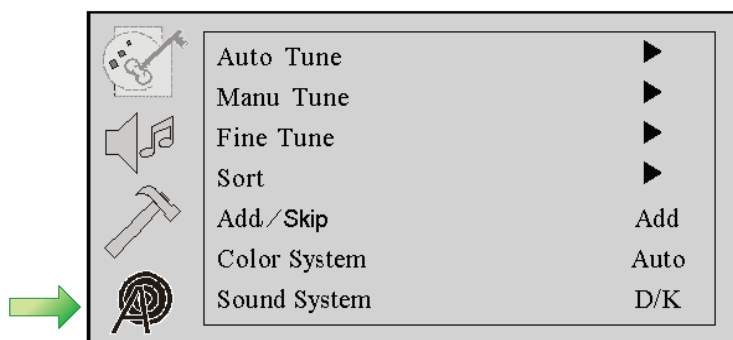 Auto Tune ▶
Manu Tune ▶
Fine Tune ▶
Sort ▶
Add/Skip Add
Color System Auto
Sound System D/K